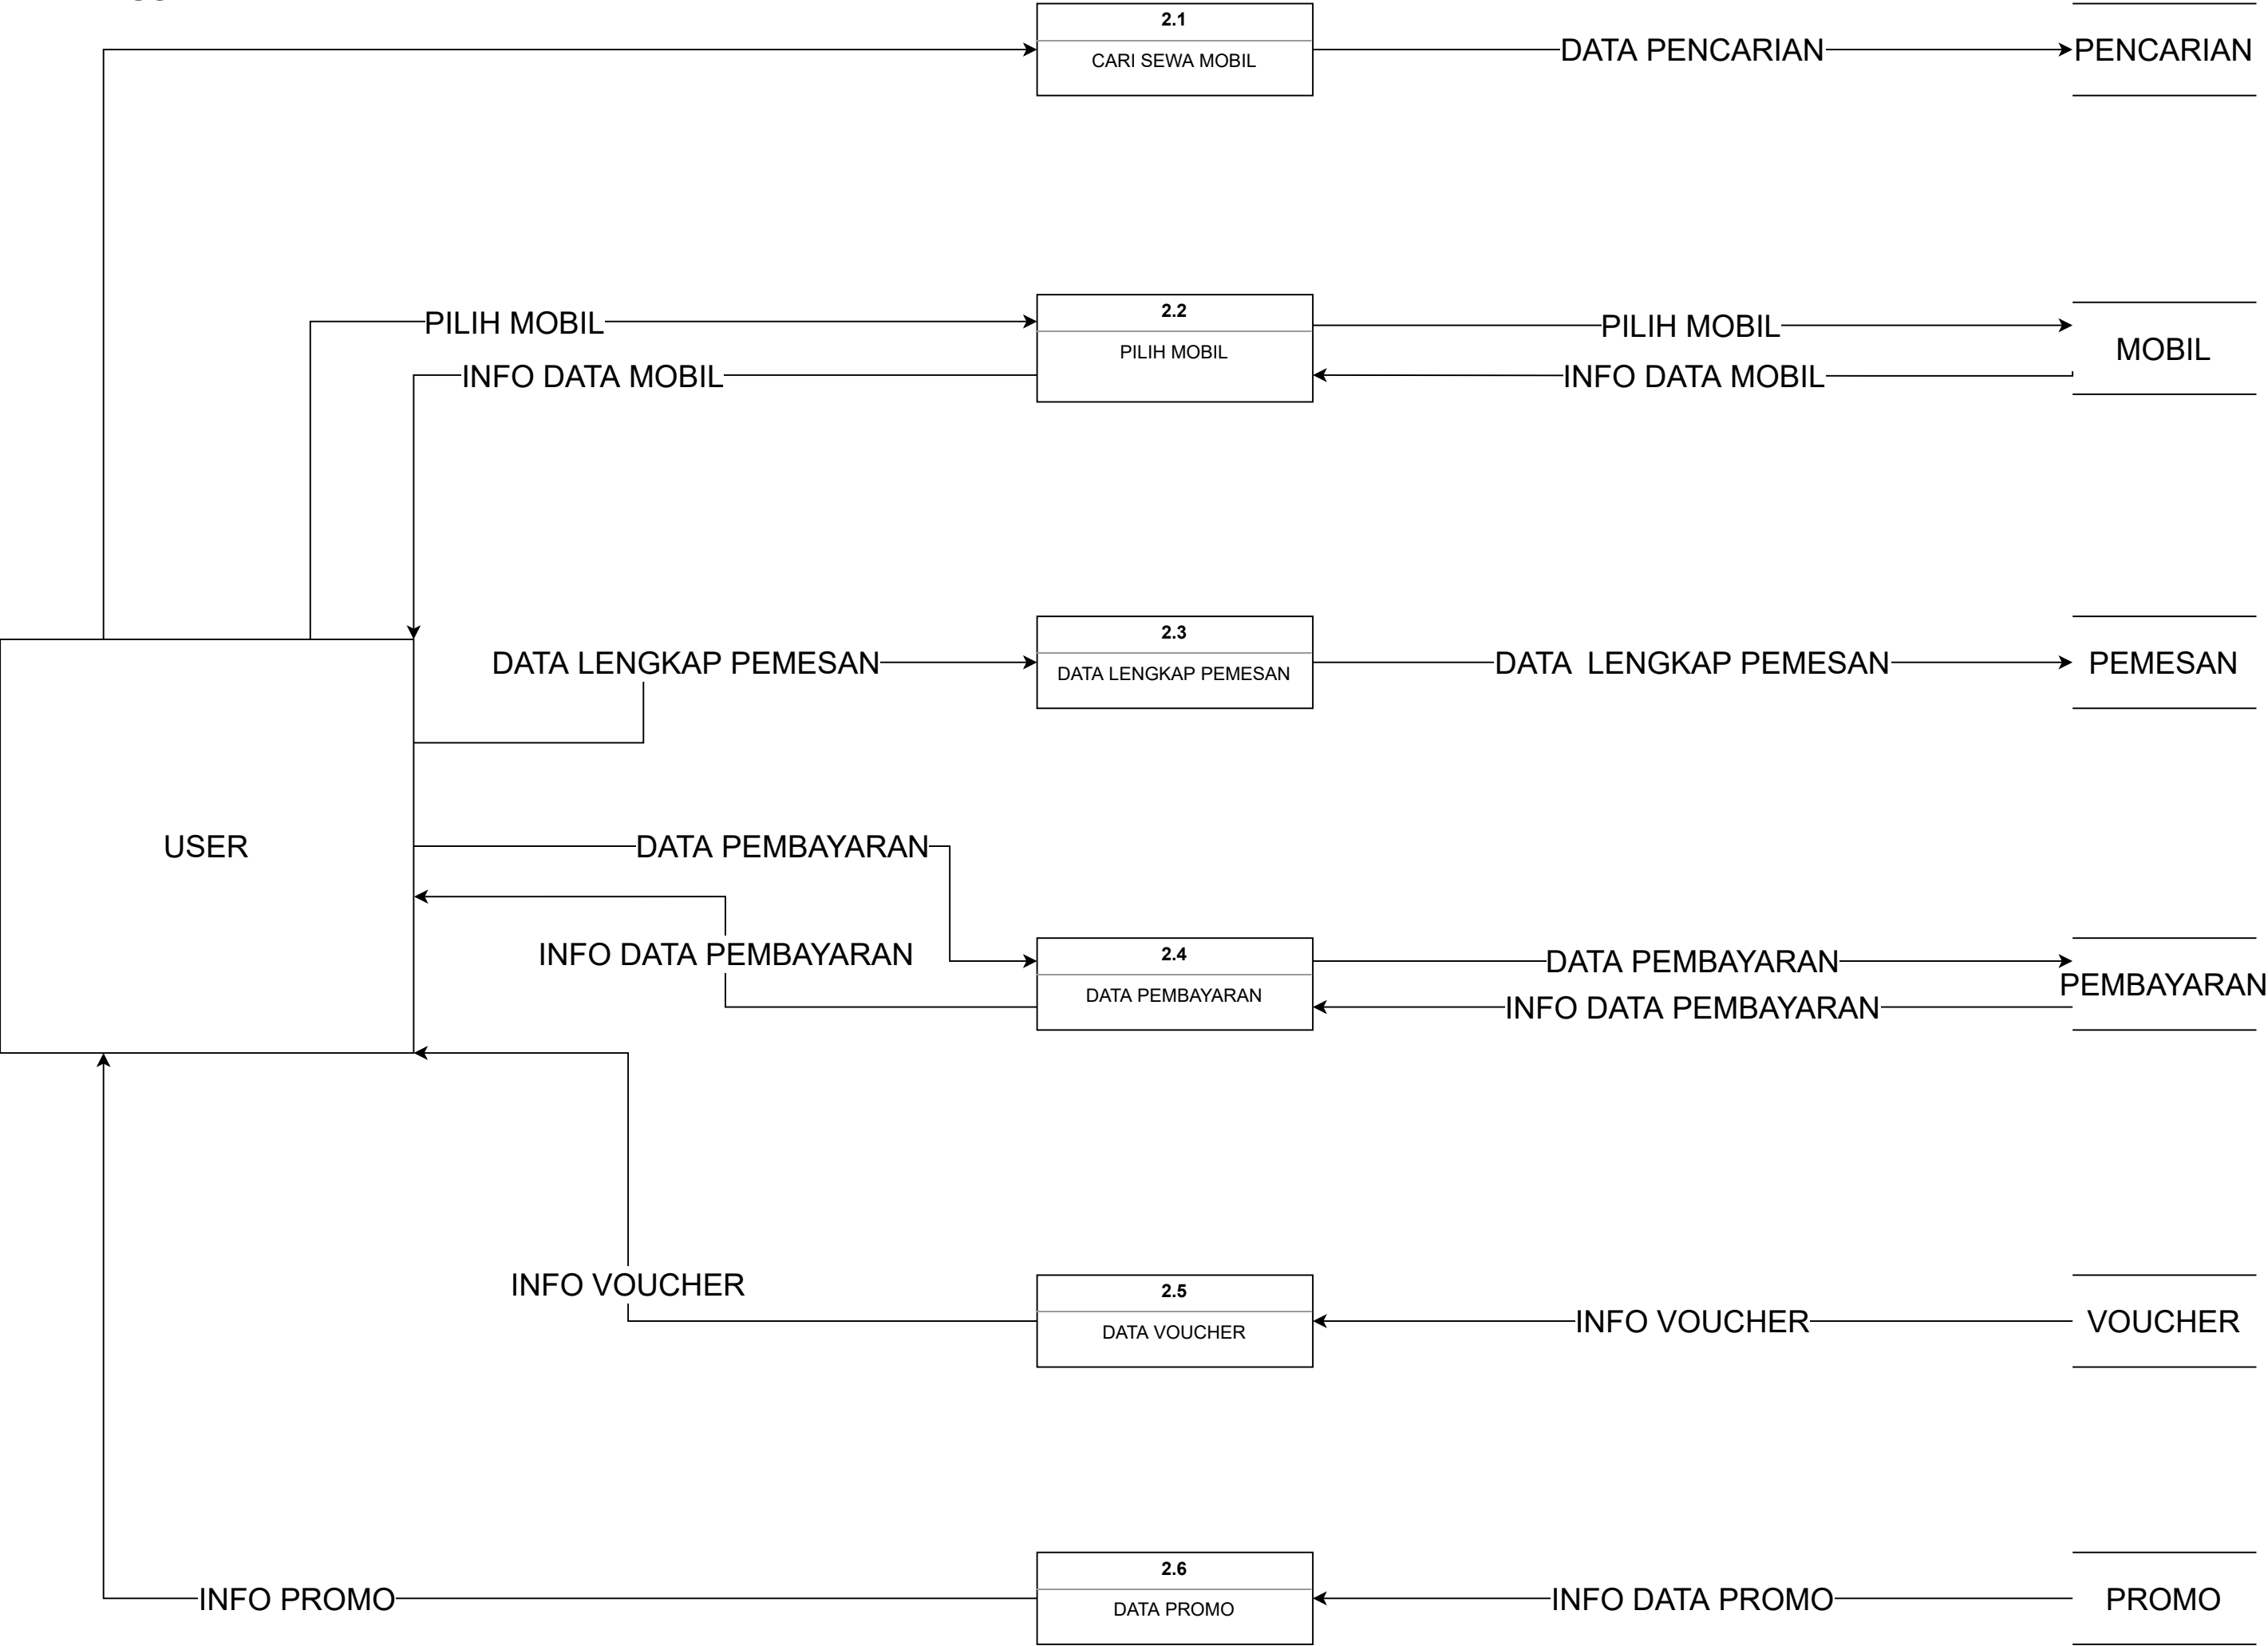 2.1
CARI SEWA MOBIL
DATA PENCARIAN
PENCARIAN
2.2
PILIH MOBIL
PILIH MOBIL
PILIH MOBIL
MOBIL
INFO DATA MOBIL
INFO DATA MOBIL
2.3
DATA LENGKAP PEMESAN
DATA LENGKAP PEMESAN
DATA  LENGKAP PEMESAN
PEMESAN
USER
DATA PEMBAYARAN
INFO DATA PEMBAYARAN
2.4
DATA PEMBAYARAN
DATA PEMBAYARAN
INFO DATA PEMBAYARAN
PEMBAYARAN
INFO VOUCHER
2.5
DATA VOUCHER
INFO VOUCHER
VOUCHER
INFO PROMO
2.6
DATA PROMO
INFO DATA PROMO
PROMO